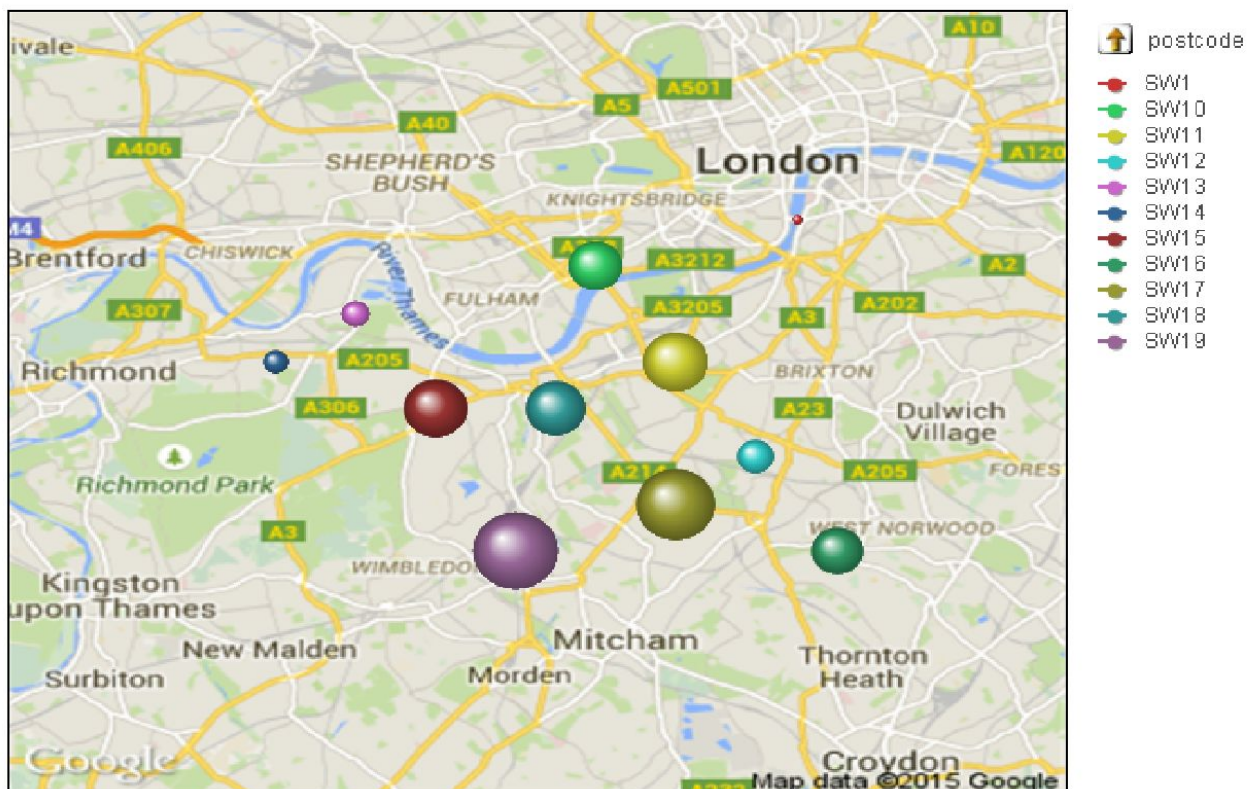 ivale
A10
A501
A5
A40
A406
SHEPHERD'S
BUSH
London
A120
KNIGHTSBRIDGE
M4
CHISWICK
Brentford
River Thames
A3212
A2
FULHAM
A307
A3205
A202
A3
A205
Richmond
BRIXTON
A306
A23
Dulwich
Village
A214
A205
FOREST
Richmond Park
A3
WEST NORWOOD
WIMBLEDO
Kingston
upon Thames
Mitcham
New Malden
Thornton
Heath
Surbiton
Morden
Google
Croydon
Map data ©2015 Google
postcode
SW1
SW10
SW11
SW12
SW13
SW14
SW15
SW16
SW17
SW18
SW19